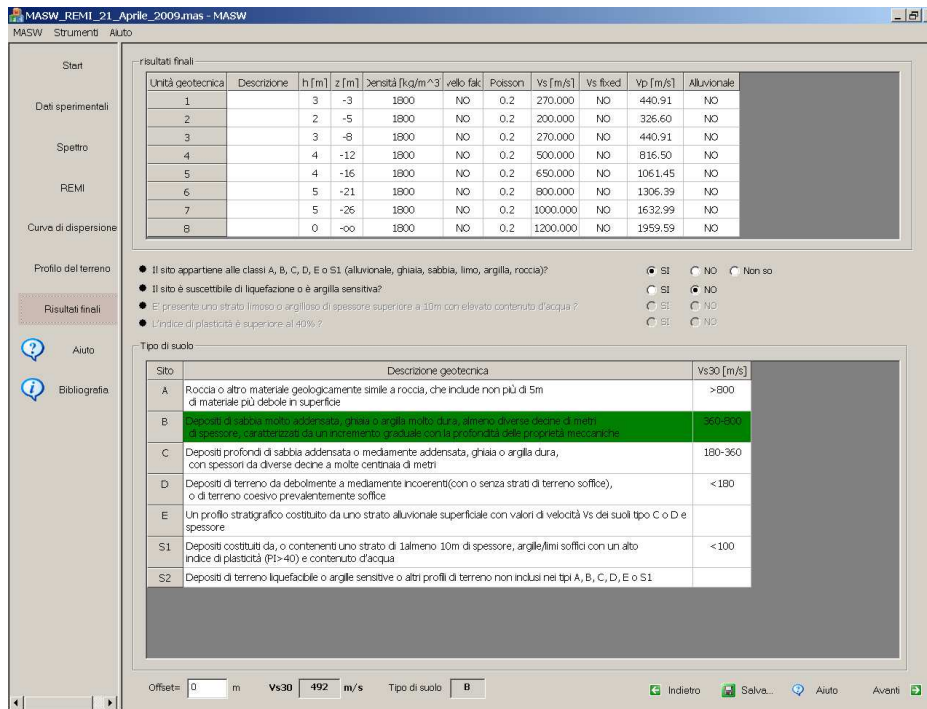 MASW_REMI_21_Aprile_2009.mas - MASW
MASW Strumenti Aiuto
Start
Dati sperimentali
Spettro
REMI
Curva di dispersione
Profilo del terreno
Risultati finali
Aiuto
Bibliografia
risultati finali
Unità geotecnica Descrizione h [m] z [m] Densità [kg/m^3 vello falc Poisson Vs [m/s] Vs fixed Vp [m/s] Alluvionale
1 3 -3 1800 NO 0.2 270.000 NO 440.91 NO
2 2 -5 1800 NO 0.2 200.000 NO 326.60 NO
3 3 -8 1800 NO 0.2 270.000 NO 440.91 NO
4 4 -12 1800 NO 0.2 500.000 NO 816.50 NO
5 4 -16 1800 NO 0.2 650.000 NO 1061.45 NO
6 5 -21 1800 NO 0.2 800.000 NO 1306.39 NO
7 5 -26 1800 NO 0.2 1000.000 NO 1632.99 NO
8 0 -oo 1800 NO 0.2 1200.000 NO 1959.59 NO
Il sito appartiene alle classi A, B, C, D, E o S1 (alluvionale, ghiaia, sabbia, limo, argilla, roccia)? SI NO Non so
Il sito è suscettibile di liquefazione o è argilla sensitiva? SI NO
E' presente uno strato limoso o argilloso di spessore superiore a 10m con elevato contenuto d'acqua ? SI NO
L'indice di plasticità è superiore al 40% ? SI NO
Tipo di suolo
Sito Descrizione geotecnica Vs30 [m/s]
A Roccia o altro materiale geologicamente simile a roccia, che include non più di 5m >800
di materiale più debole in superficie
B Depositi di sabbia molto addensata, ghiaia o argilla molto dura, almeno diverse decine di metri 360-800
di spessore, caratterizzati da un incremento graduale con la profondità delle proprietà meccaniche
C Depositi profondi di sabbia addensata o mediamente addensata, ghiaia o argilla dura, 180-360
con spessori da diverse decine a molte centinaia di metri
D Depositi di terreno da debolmente a mediamente incoerenti(con o senza strati di terreno soffice), <180
o di terreno coesivo prevalentemente soffice
E Un profilo stratigrafico costituito da uno strato alluvionale superficiale con valori di velocità Vs dei suoli tipo C o D e
spessore
S1 Depositi costituiti da, o contenenti uno strato di 1almeno 10m di spessore, argille/limi soffici con un alto <100
indice di plasticità (PI>40) e contenuto d'acqua
S2 Depositi di terreno liquefacibile o argille sensitive o altri profili di terreno non inclusi nei tipi A, B, C, D, E o S1
Offset= 0 m Vs30 492 m/s Tipo di suolo B Indietro Salva... Aiuto Avanti